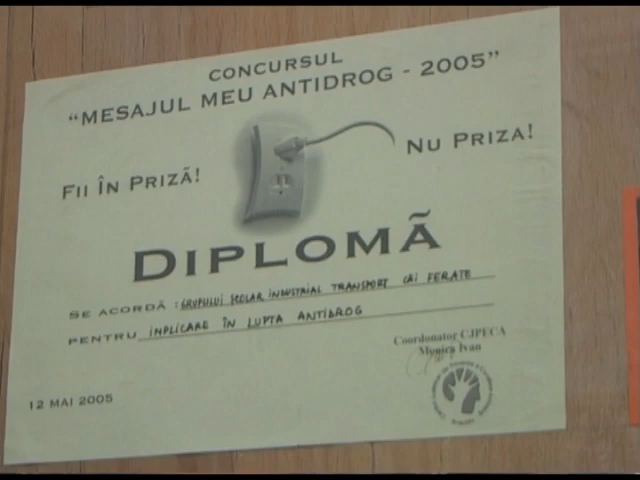 CONCURSUL
“MESAJUL MEU ANTIDROG - 2005”
FII ÎN PRIZĂ!
NU PRIZA!
DIPLOMĂ
SE ACORDĂ : GRUPULUI ȘCOLAR INDUSTRIAL TRANSPORT CĂI FERATE
PENTRU IMPLICARE ÎN LUPTA ANTIDROG
Coordonator CJPECA
Monica Ivan
12 MAI 2005